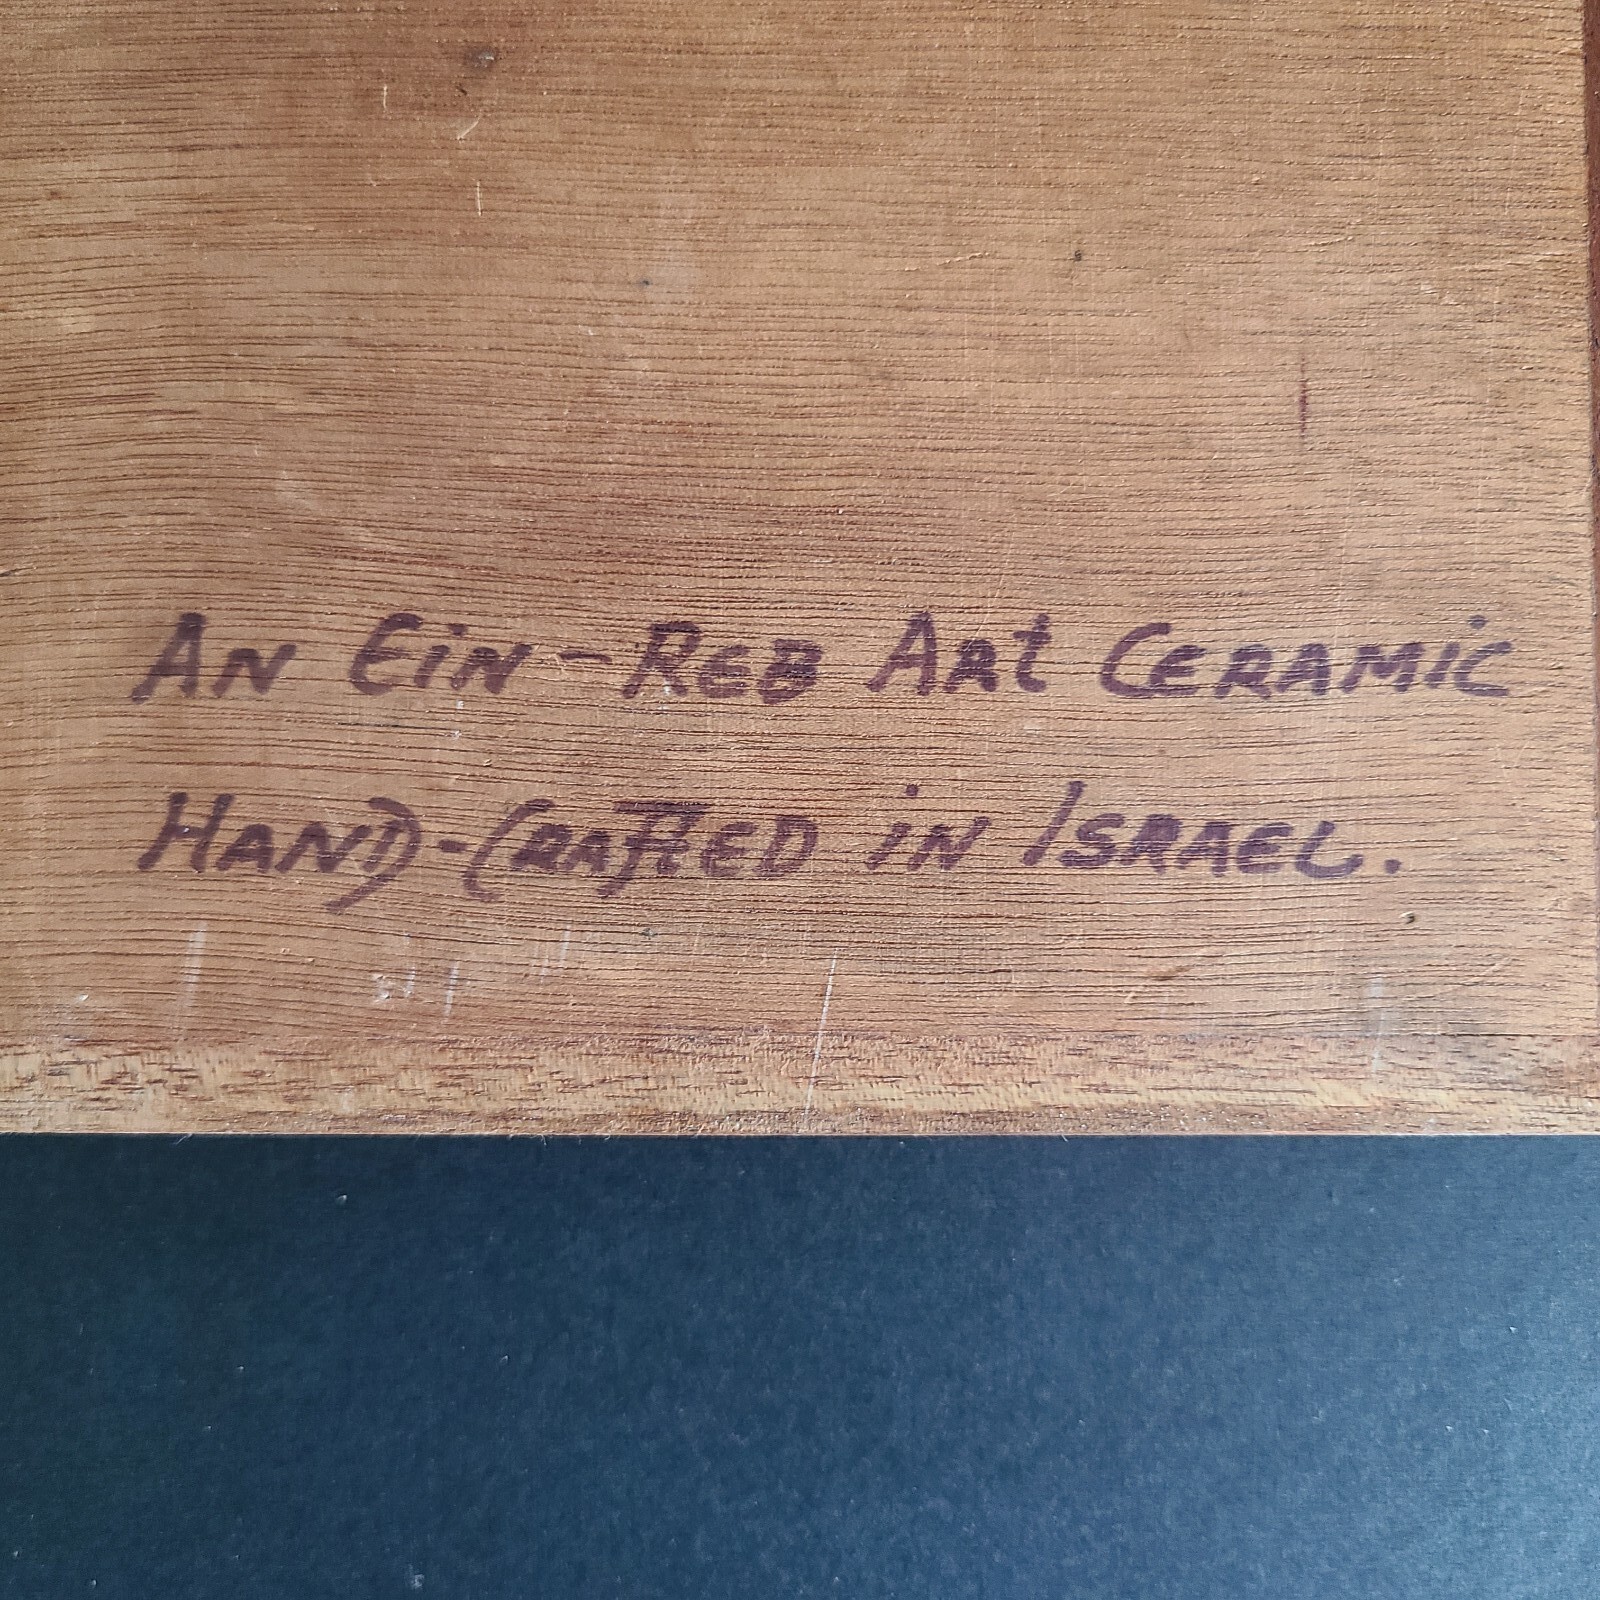 An Ein-Reb Art Ceramic
Hand-Crafted in Israel.